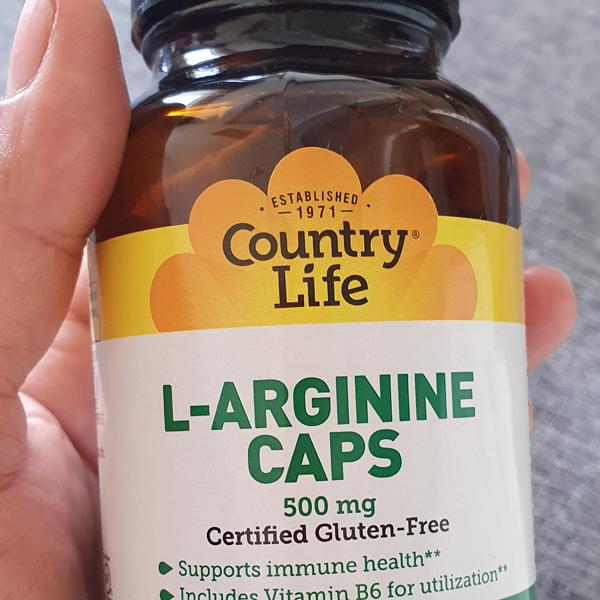 ESTABLISHED
1971
Country
Life®
L-ARGININE
CAPS
500 mg
Certified Gluten-Free
Supports immune health**
Includes Vitamin B6 for utilization**